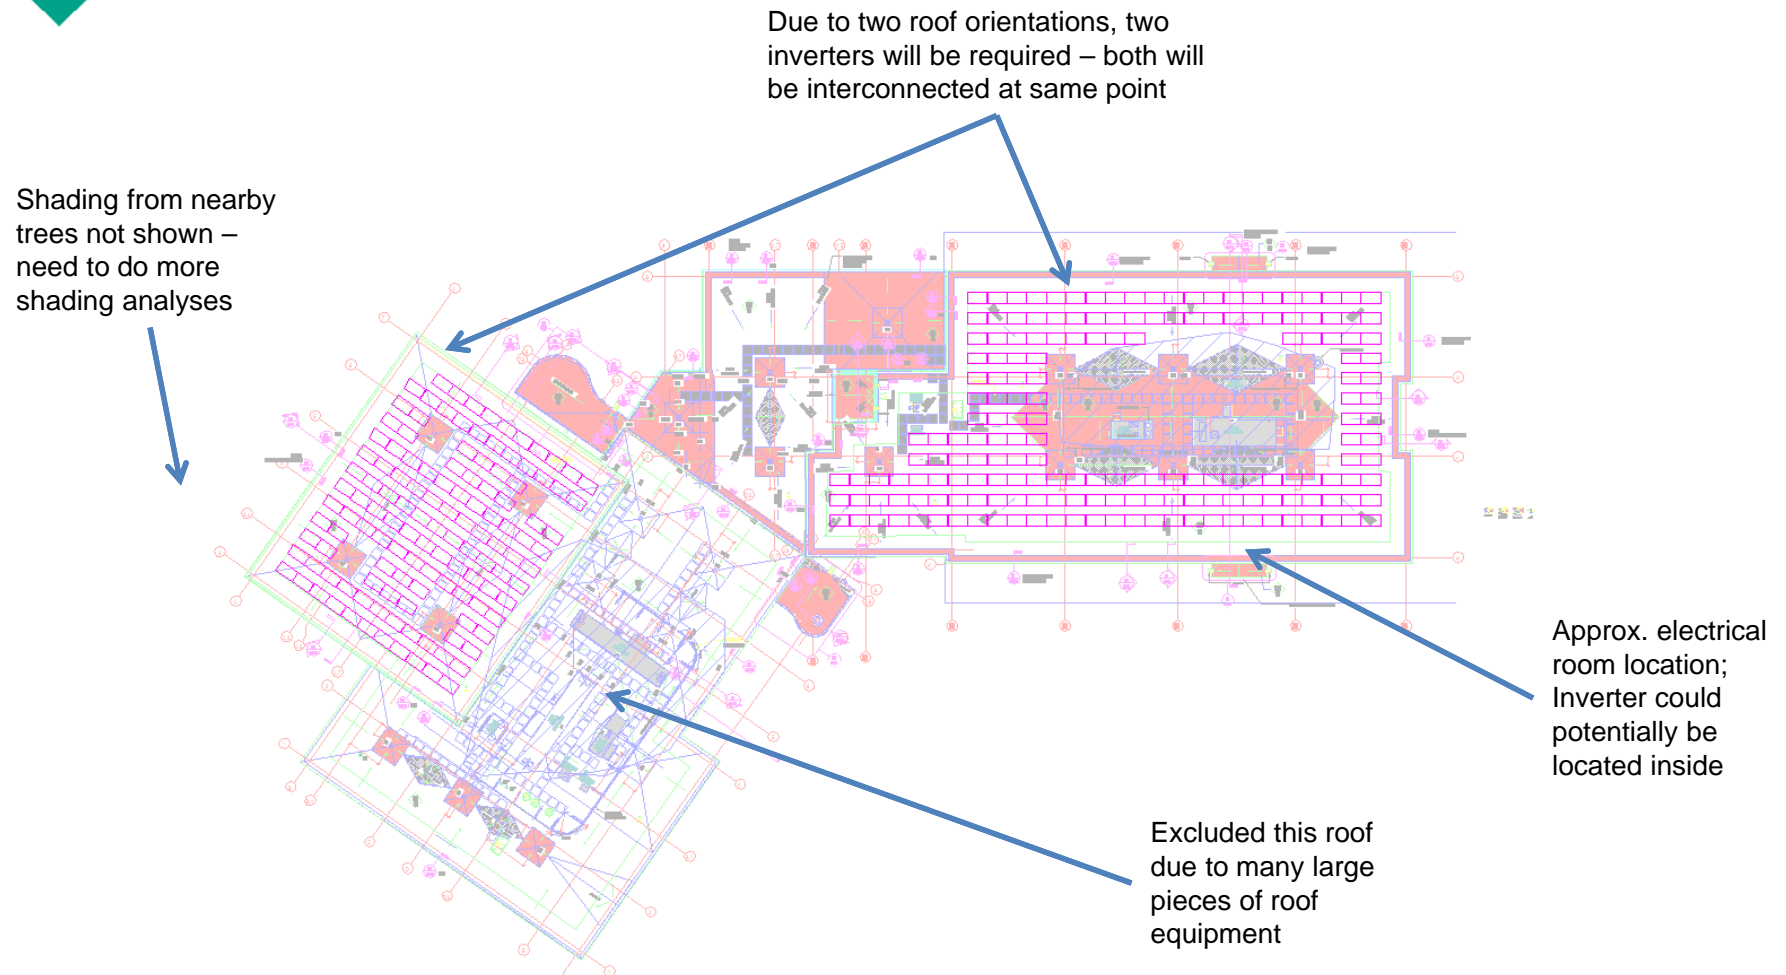 Due to two roof orientations, two
inverters will be required – both will
be interconnected at same point
Shading from nearby
trees not shown –
need to do more
shading analyses
Approx. electrical
room location;
Inverter could
potentially be
located inside
Excluded this roof
due to many large
pieces of roof
equipment